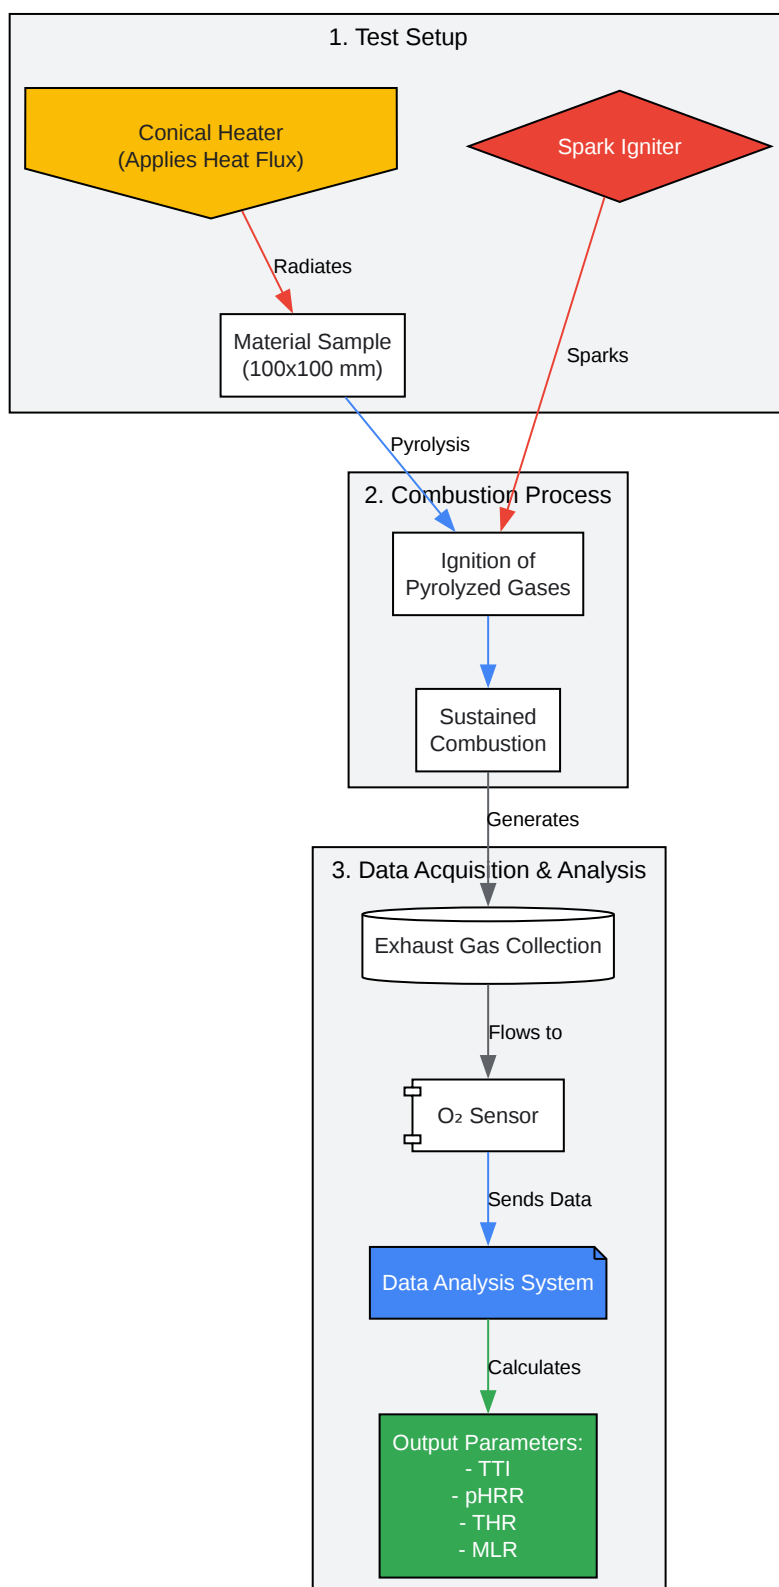 1. Test Setup
Conical Heater
(Applies Heat Flux)
Spark Igniter
Radiates
Material Sample
(100x100 mm)
Sparks
Pyrolysis
2. Combustion Process
Ignition of
Pyrolyzed Gases
Sustained
Combustion
Generates
3. Data Acquisition & Analysis
Exhaust Gas Collection
Flows to
O₂ Sensor
Sends Data
Data Analysis System
Calculates
Output Parameters:
- TTI
- pHRR
- THR
- MLR